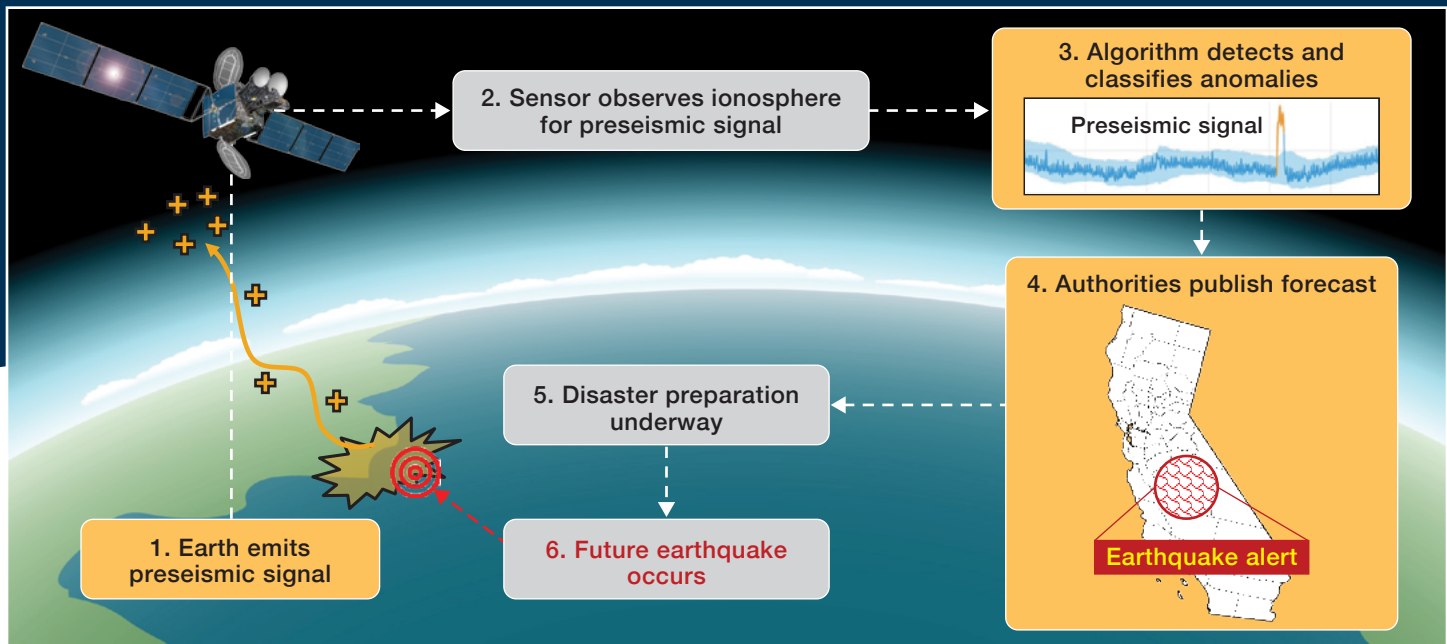 1. Earth emits
preseismic signal
2. Sensor observes ionosphere
for preseismic signal
3. Algorithm detects and
classifies anomalies
Preseismic signal
4. Authorities publish forecast
Earthquake alert
5. Disaster preparation
underway
6. Future earthquake
occurs